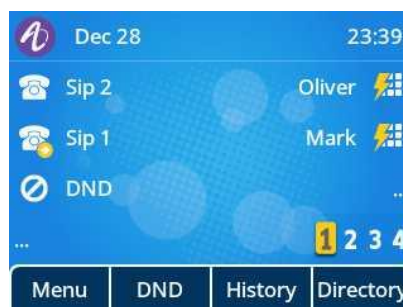 Dec 28 23:39
Sip 2 Oliver
Sip 1 Mark
DND ..
... 1 2 3 4
Menu DND History Directory